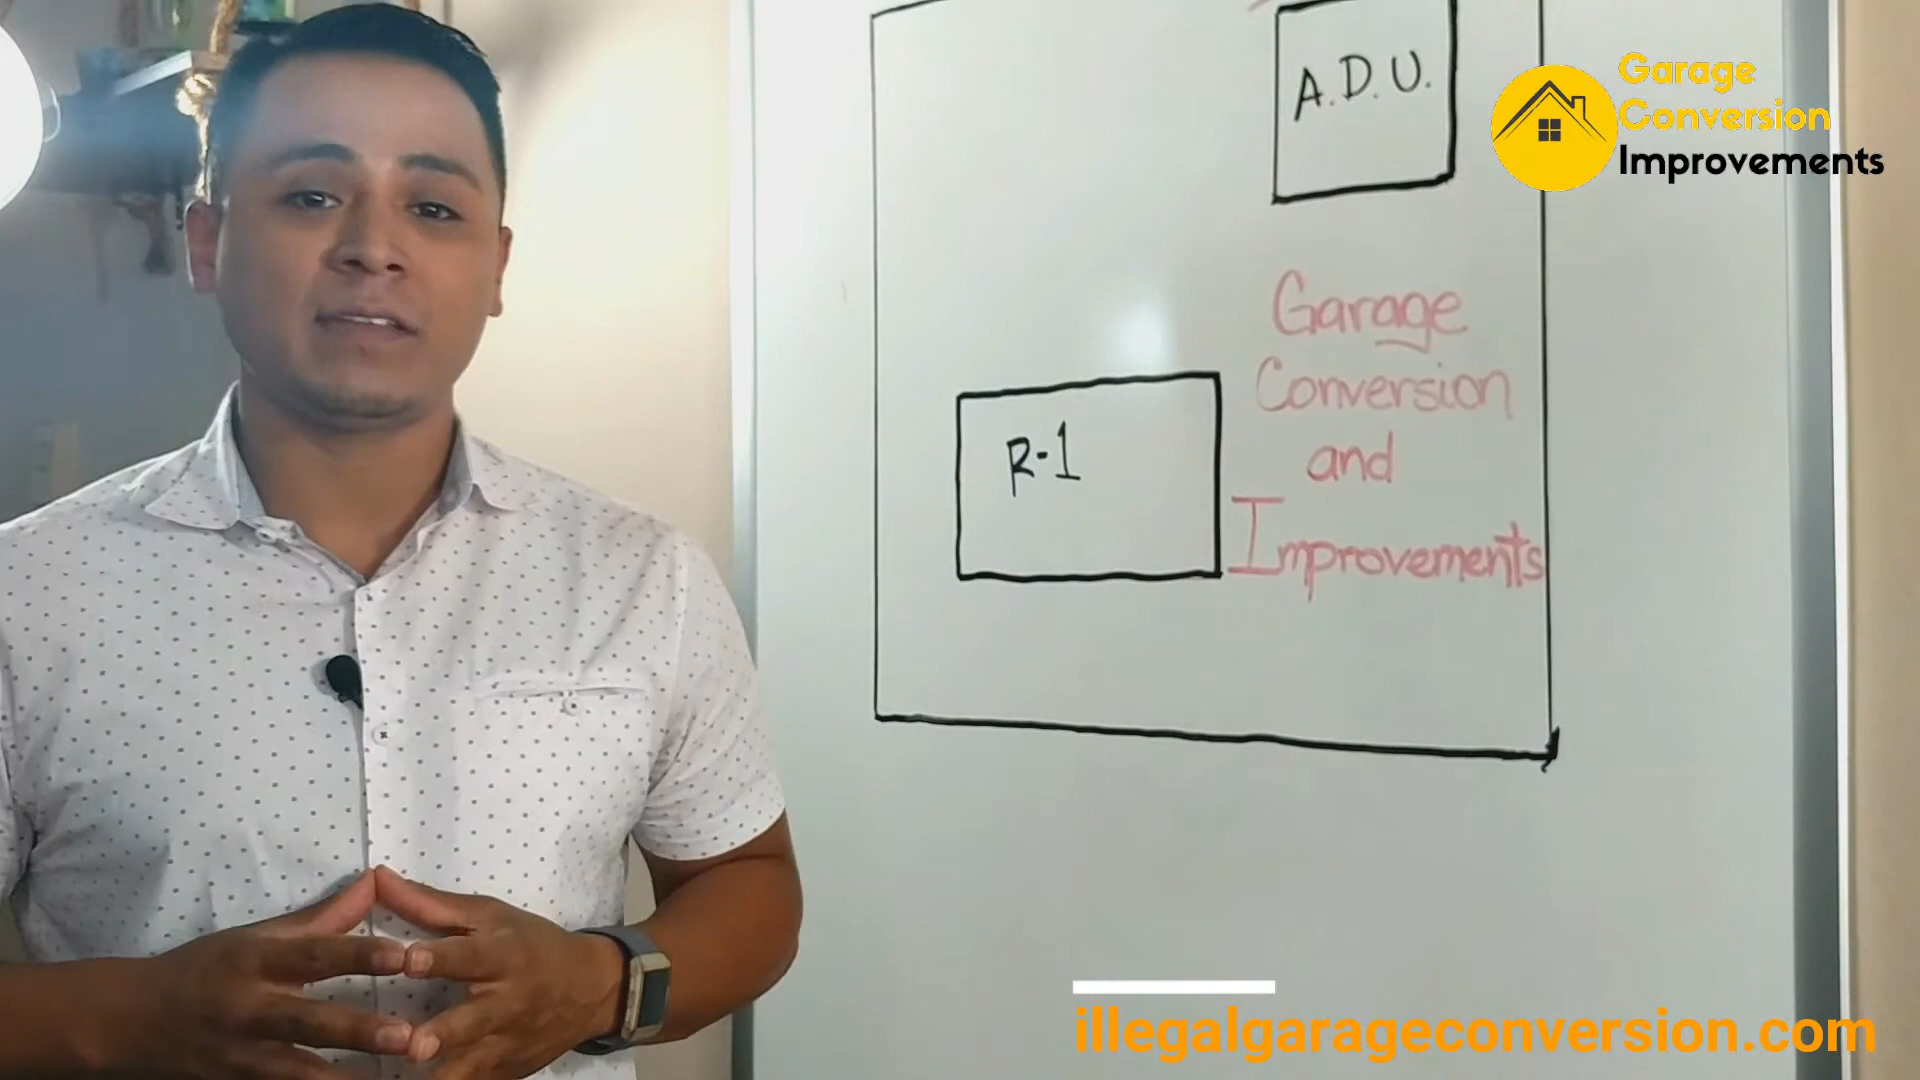 A.D.U.
Garage
Conversion
Improvements
Garage
Conversion
and
Improvements
R-1
illegalgarageconversion.com